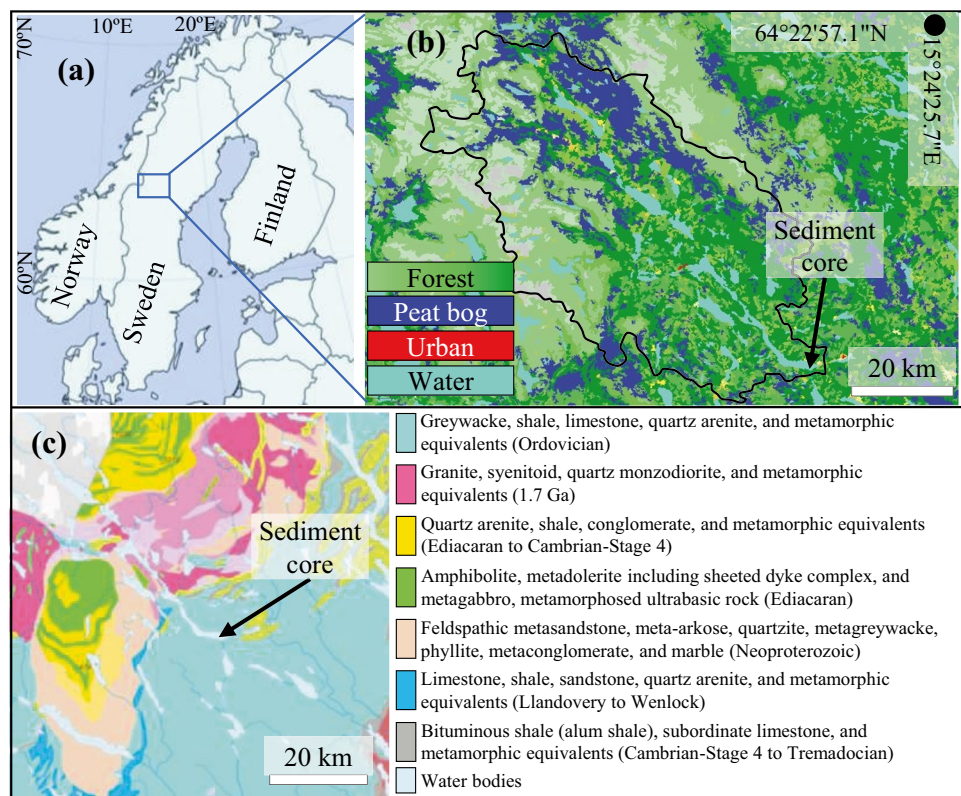 (a)
10°E
20°E
70°N
60°N
Norway
Sweden
Finland
(b)
64°22'57.1"N
15°24'25.7"E
Sediment
core
Forest
Peat bog
Urban
Water
20 km
(c)
Sediment
core
20 km
Greywacke, shale, limestone, quartz arenite, and metamorphic
equivalents (Ordovician)
Granite, syenitoid, quartz monzodiorite, and metamorphic
equivalents (1.7 Ga)
Quartz arenite, shale, conglomerate, and metamorphic equivalents
(Ediacaran to Cambrian-Stage 4)
Amphibolite, metadolerite including sheeted dyke complex, and
metagabbro, metamorphosed ultrabasic rock (Ediacaran)
Feldspathic metasandstone, meta-arkose, quartzite, metagreywacke,
phyllite, metaconglomerate, and marble (Neoproterozoic)
Limestone, shale, sandstone, quartz arenite, and metamorphic
equivalents (Llandovery to Wenlock)
Bituminous shale (alum shale), subordinate limestone, and
metamorphic equivalents (Cambrian-Stage 4 to Tremadocian)
Water bodies